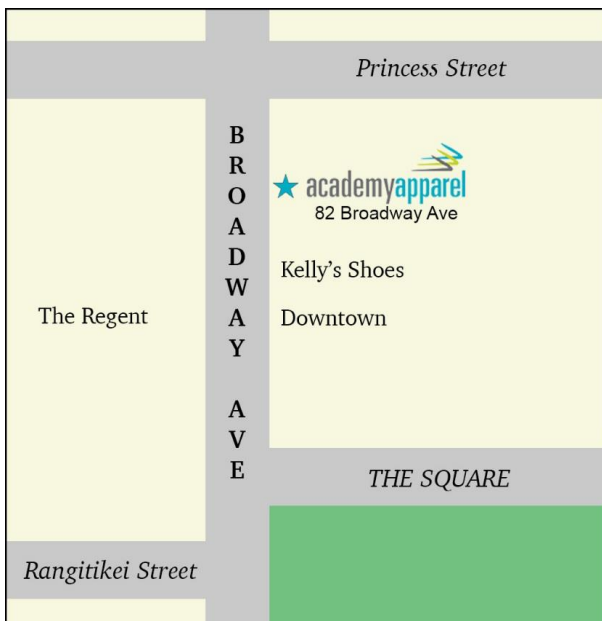 Princess Street
BROADWAY AVE
academyapparel
82 Broadway Ave
Kelly's Shoes
The Regent
Downtown
THE SQUARE
Rangitikei Street